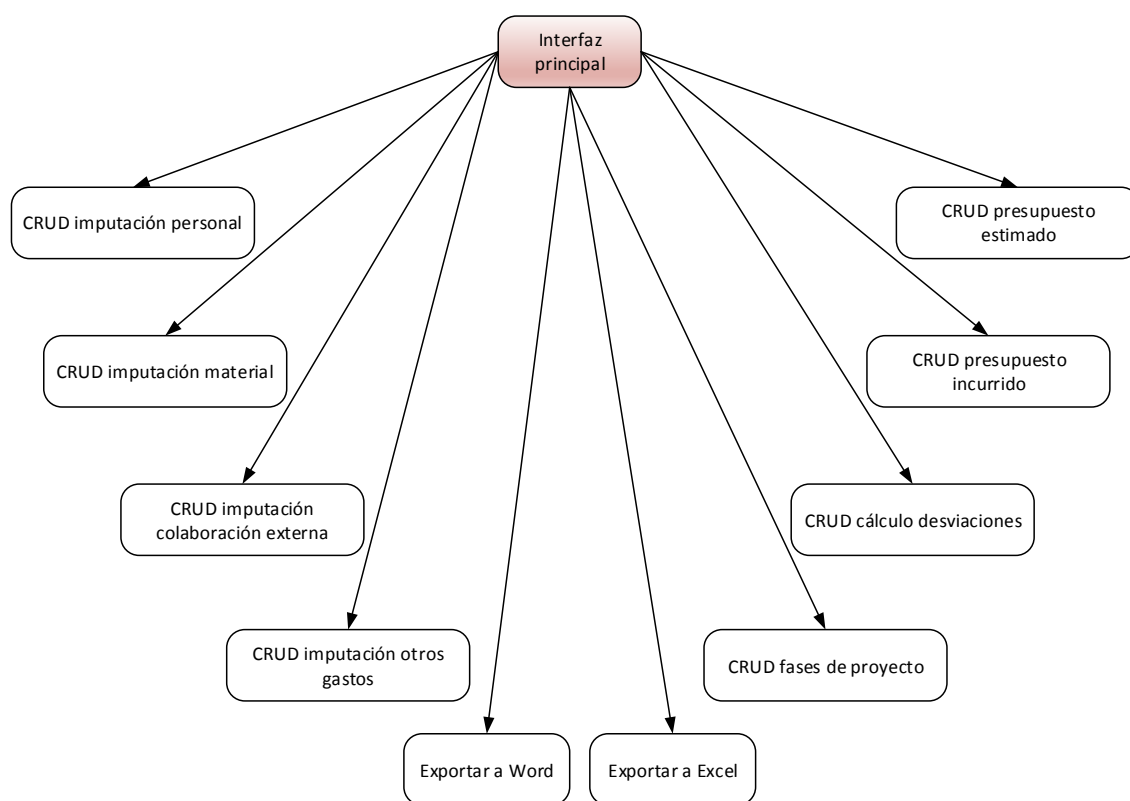 Interfaz
principal
CRUD imputación personal
CRUD presupuesto
estimado
CRUD imputación material
CRUD presupuesto
incurrido
CRUD imputación
colaboración externa
CRUD cálculo desviaciones
CRUD imputación otros
gastos
CRUD fases de proyecto
Exportar a Word
Exportar a Excel